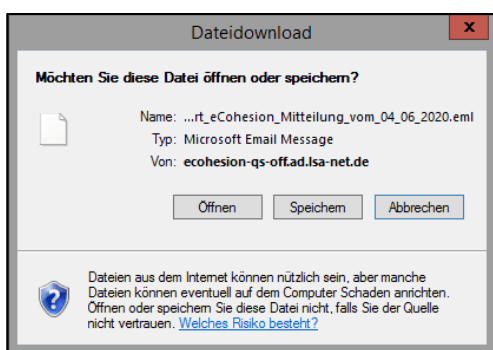 Dateidownload
x
Möchten Sie diese Datei öffnen oder speichern?
Name: ...rt_eCohesion_Mitteilung_vom_04_06_2020.eml
Typ: Microsoft Email Message
Von: ecohesion-qs-off.ad.lsa-net.de
Öffnen Speichern Abbrechen
Dateien aus dem Internet können nützlich sein, aber manche
Dateien können eventuell auf dem Computer Schaden anrichten.
Öffnen oder speichern Sie diese Datei nicht, falls Sie der Quelle
nicht vertrauen. Welches Risiko besteht?